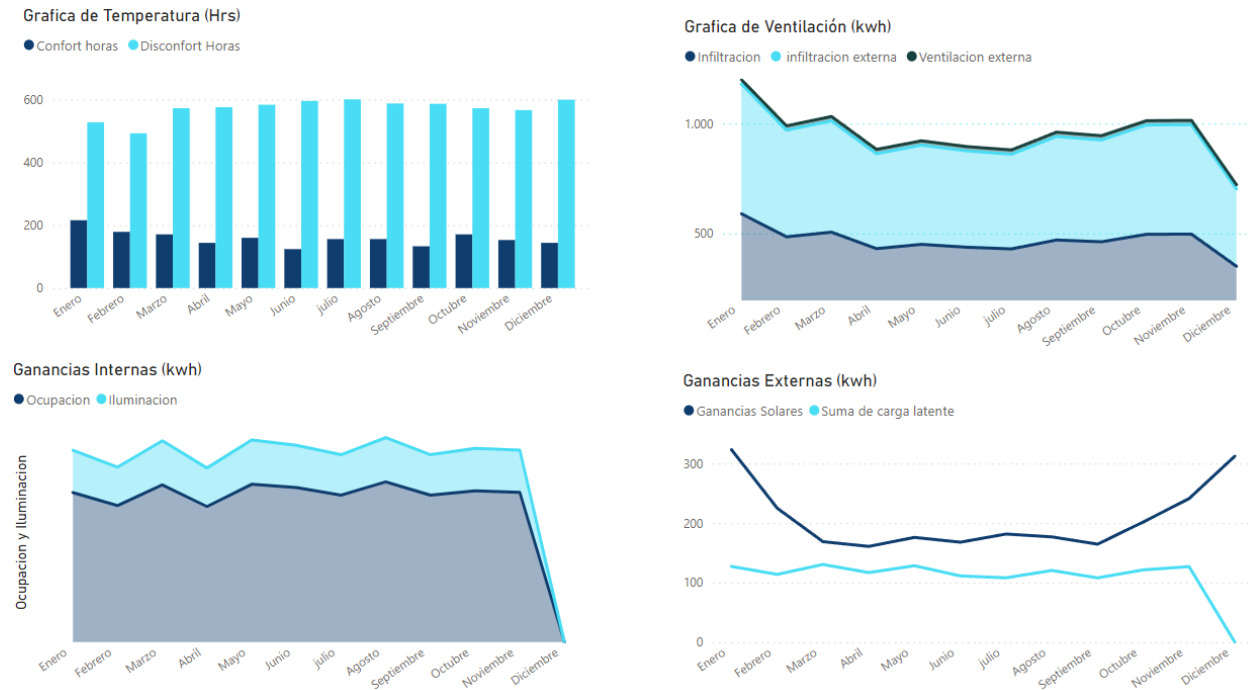 Grafica de Temperatura (Hrs)
Confort horas Disconfort Horas
600
400
200
0
Enero Febrero Marzo Abril Mayo Junio julio Agosto Septiembre Octubre Noviembre Diciembre
Grafica de Ventilación (kwh)
Infiltracion infiltracion externa Ventilacion externa
1.000
500
Enero Febrero Marzo Abril Mayo Junio julio Agosto Septiembre Octubre Noviembre Diciembre
Ganancias Internas (kwh)
Ocupacion Iluminacion
Ocupacion y Iluminacion
Enero Febrero Marzo Abril Mayo Junio julio Agosto Septiembre Octubre Noviembre Diciembre
Ganancias Externas (kwh)
Ganancias Solares Suma de carga latente
300
200
100
0
Enero Febrero Marzo Abril Mayo Junio julio Agosto Septiembre Octubre Noviembre Diciembre